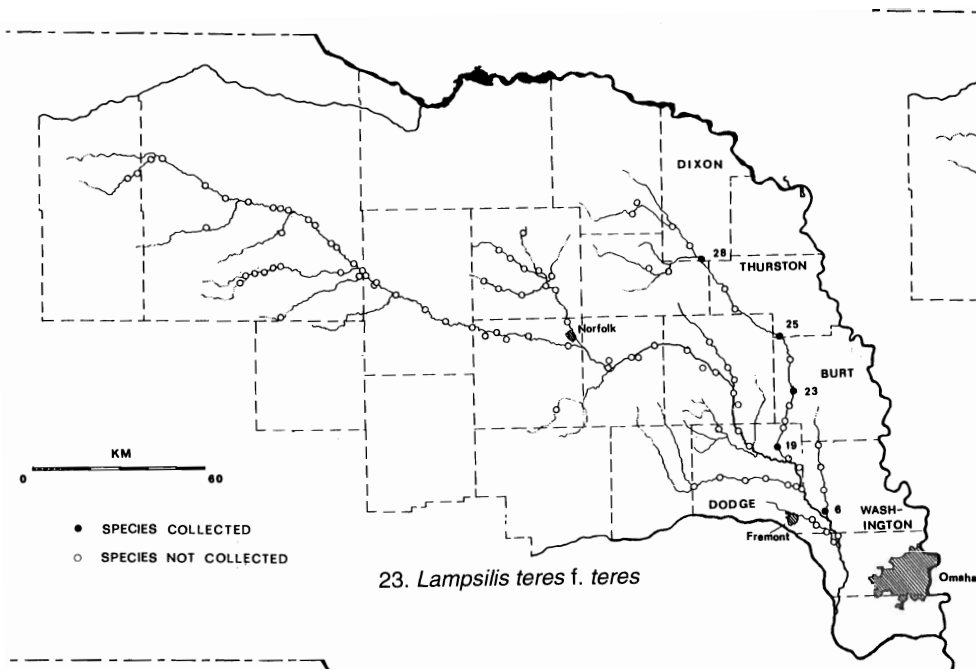 DIXON
28
THURSTON
25
Norfolk
BURT
23
19
KM
0 60
6
DODGE
WASH-
INGTON
SPECIES COLLECTED
Fremont
SPECIES NOT COLLECTED
23. Lampsilis teres f. teres
Omaha